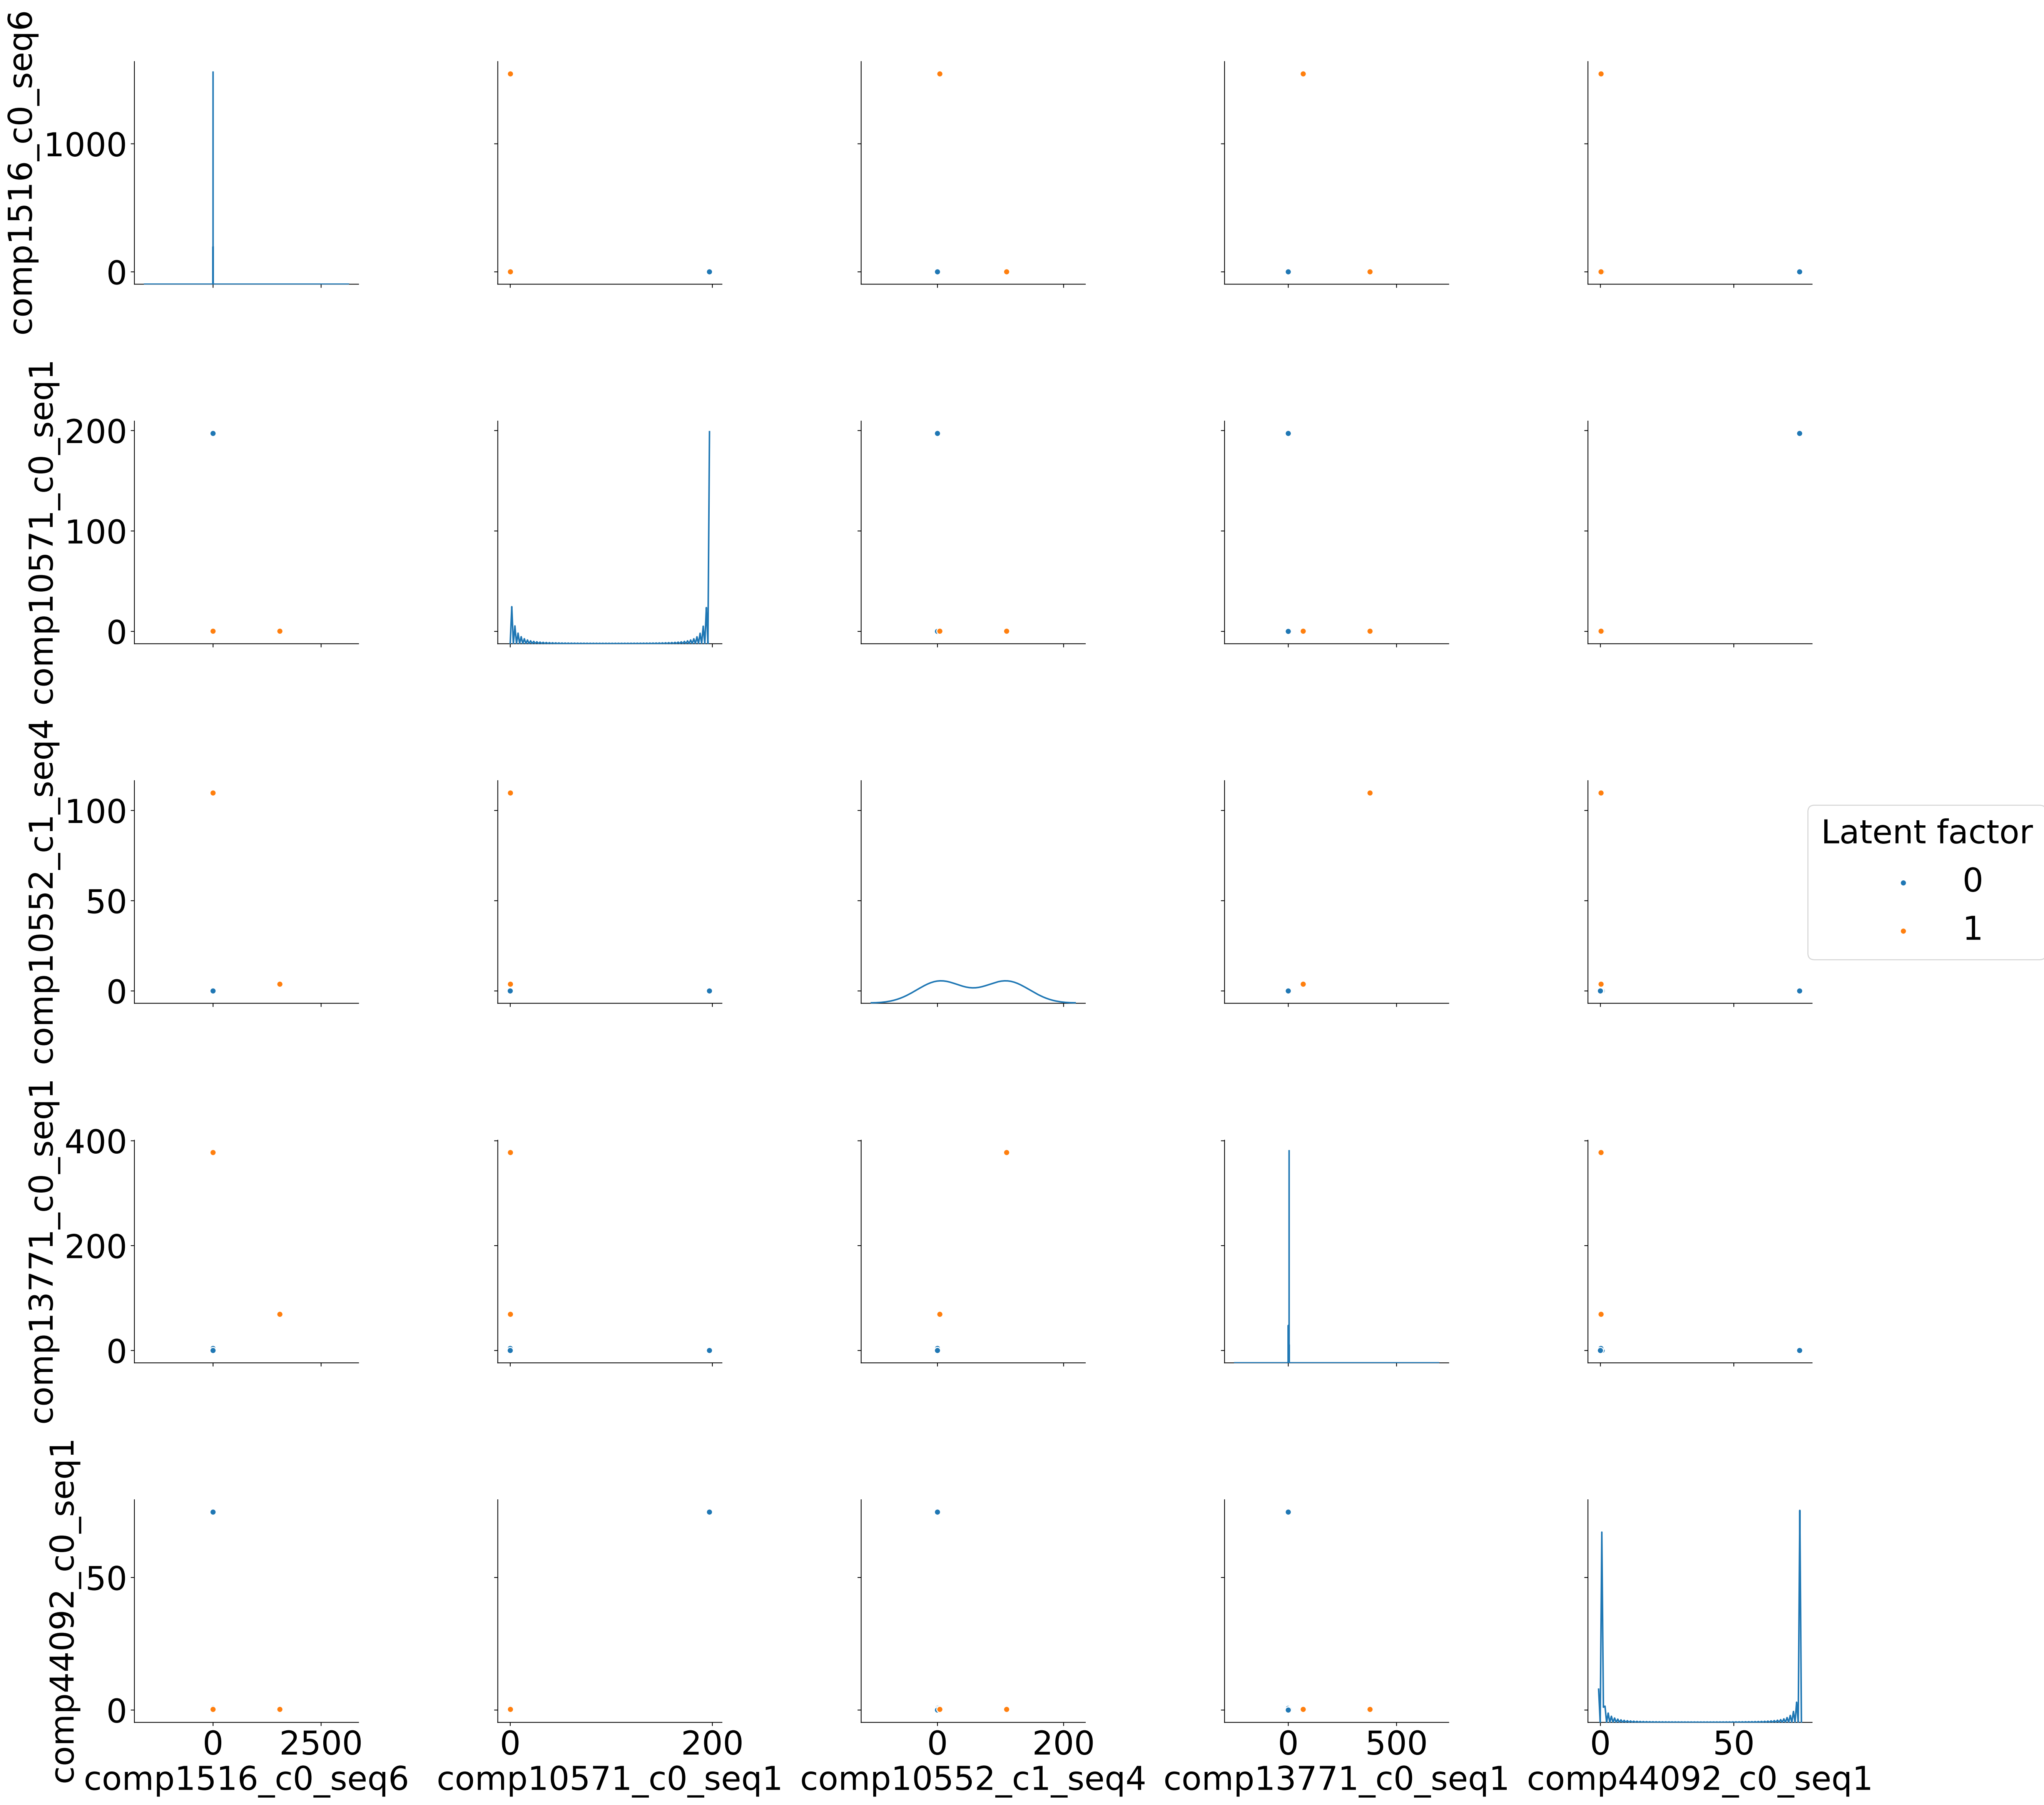 comp1516_c0_seq6
1000
0
comp10571_c0_seq1
200
100
0
comp10552_c1_seq4
100
50
0
Latent factor
0
1
comp13771_c0_seq1
400
200
0
comp44092_c0_seq1
50
0
0 2500 0 200 0 200 0 500 0 50
comp1516_c0_seq6 comp10571_c0_seq1 comp10552_c1_seq4 comp13771_c0_seq1 comp44092_c0_seq1